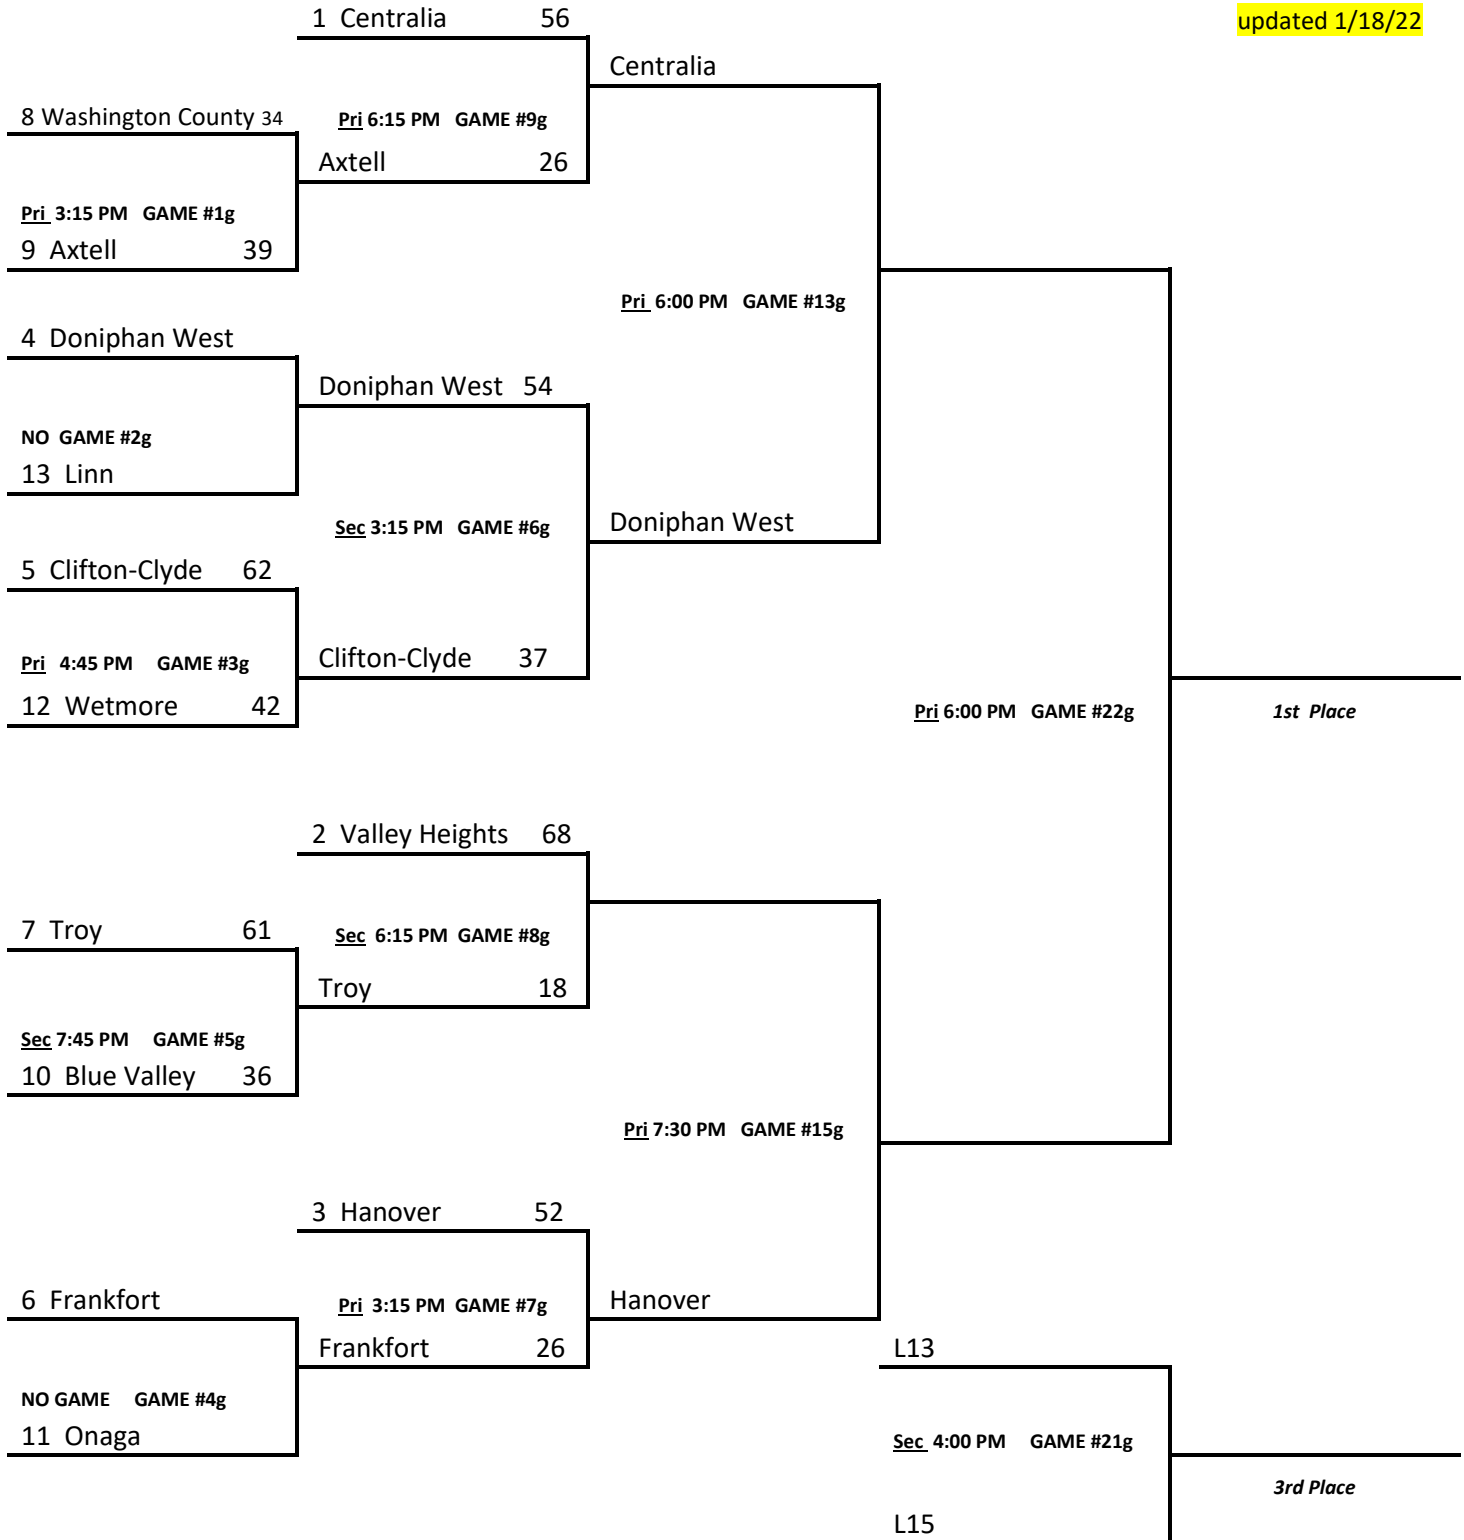 1 Centralia 56
updated 1/18/22
Centralia
8 Washington County 34
Pri 6:15 PM GAME #9g
Axtell 26
Pri 3:15 PM GAME #1g
9 Axtell 39
Pri 6:00 PM GAME #13g
4 Doniphan West
Doniphan West 54
NO GAME #2g
13 Linn
Sec 3:15 PM GAME #6g
Doniphan West
5 Clifton-Clyde 62
Pri 4:45 PM GAME #3g
Clifton-Clyde 37
12 Wetmore 42
Pri 6:00 PM GAME #22g
1st Place
2 Valley Heights 68
7 Troy 61
Sec 6:15 PM GAME #8g
Troy 18
Sec 7:45 PM GAME #5g
10 Blue Valley 36
Pri 7:30 PM GAME #15g
3 Hanover 52
6 Frankfort
Pri 3:15 PM GAME #7g
Hanover
Frankfort 26
L13
NO GAME GAME #4g
11 Onaga
Sec 4:00 PM GAME #21g
3rd Place
L15